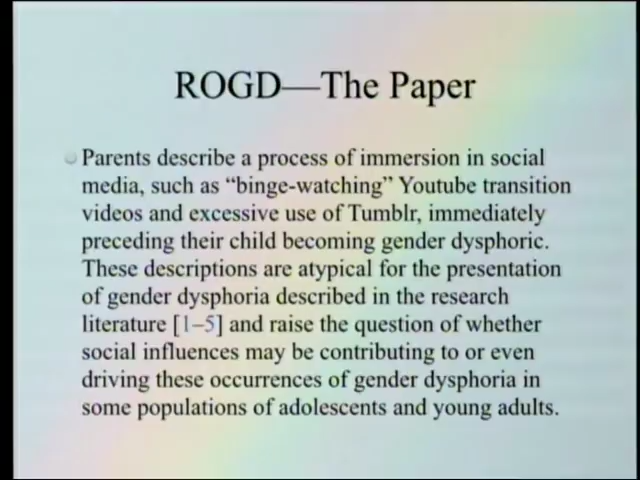 ROGD—The Paper
Parents describe a process of immersion in social
media, such as “binge-watching” Youtube transition
videos and excessive use of Tumblr, immediately
preceding their child becoming gender dysphoric.
These descriptions are atypical for the presentation
of gender dysphoria described in the research
literature [1–5] and raise the question of whether
social influences may be contributing to or even
driving these occurrences of gender dysphoria in
some populations of adolescents and young adults.